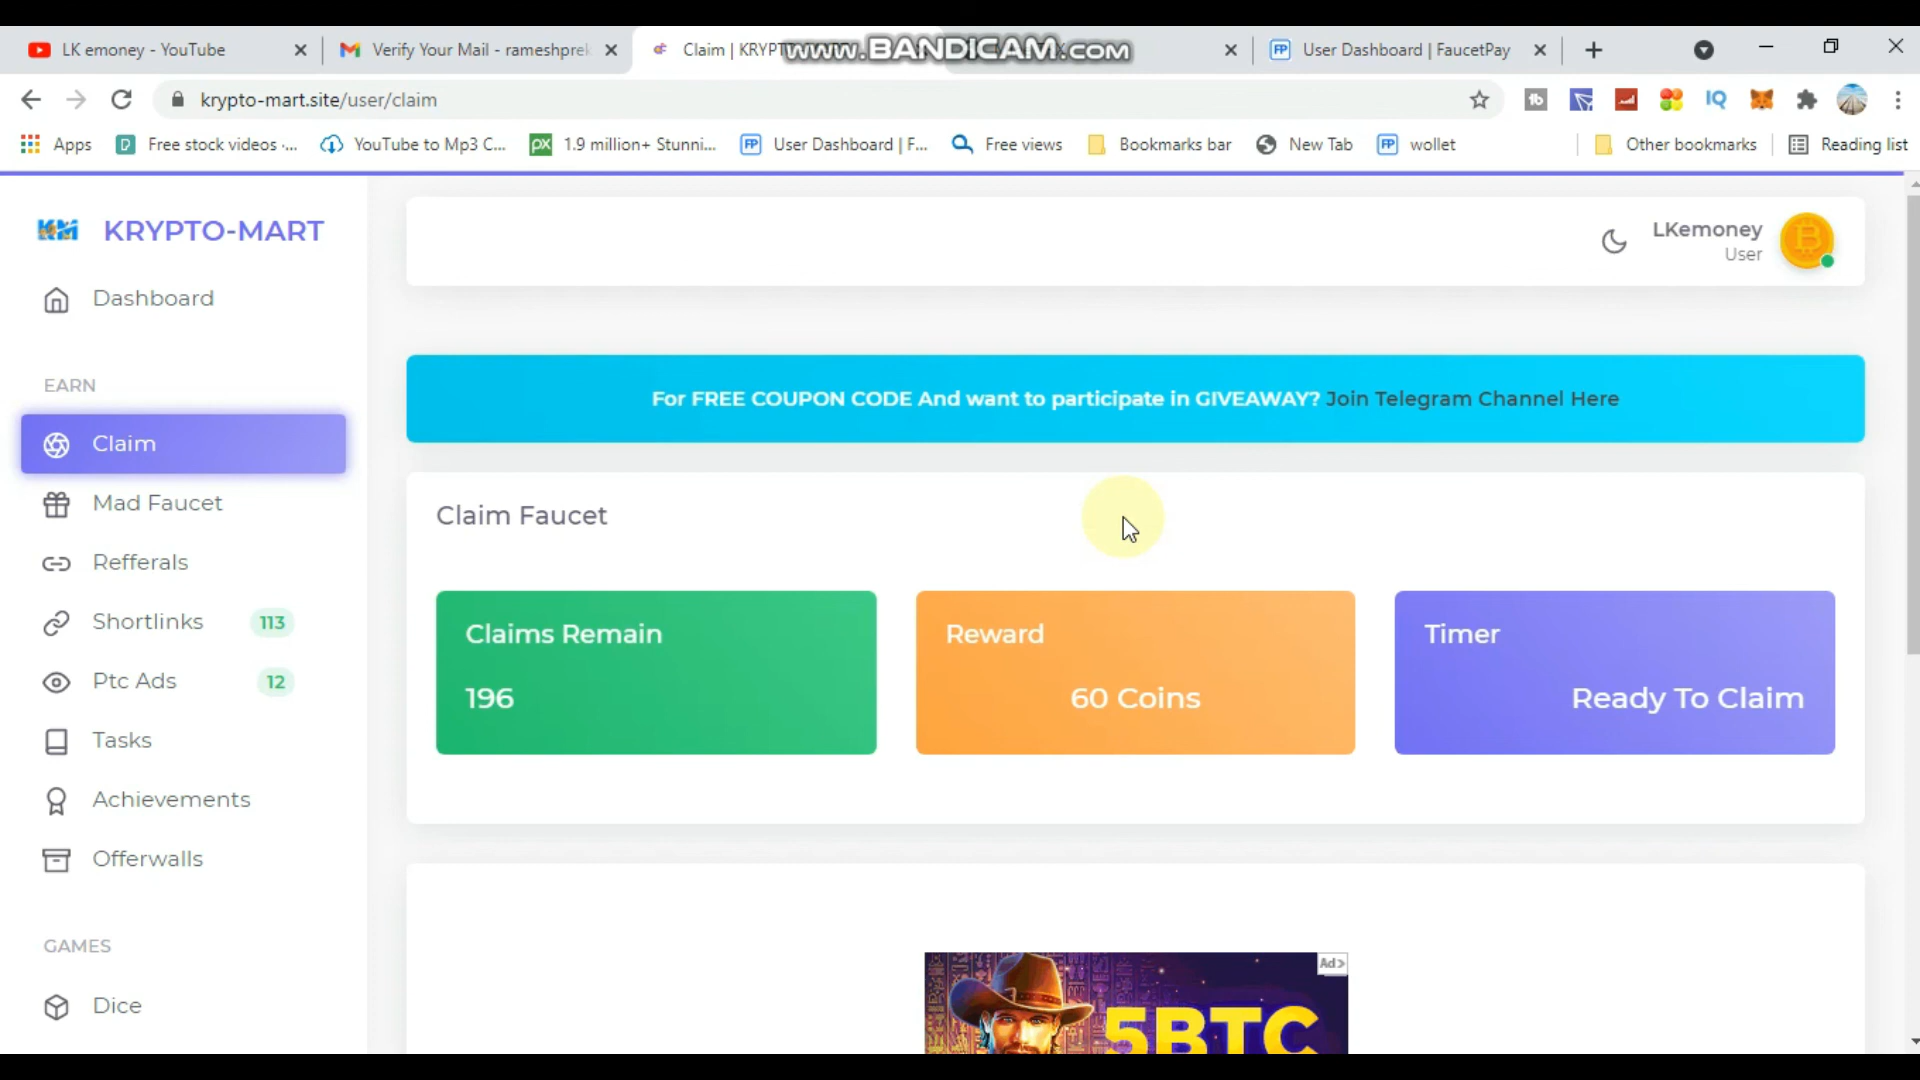 LK emoney - YouTube
Verify Your Mail - rameshprek
Claim | KRYPT
www.BANDICAM.com
User Dashboard | FaucetPay
krypto-mart.site/user/claim
Apps
Free stock videos -...
YouTube to Mp3 C...
1.9 million+ Stunni...
User Dashboard | F...
Free views
Bookmarks bar
New Tab
wollet
Other bookmarks
Reading list
KRYPTO-MART
LKemoney
User
Dashboard
For FREE COUPON CODE And want to participate in GIVEAWAY? Join Telegram Channel Here
EARN
Claim
Mad Faucet
Refferals
Shortlinks 113
Ptc Ads 12
Tasks
Achievements
Offerwalls
GAMES
Dice
Claim Faucet
Claims Remain
196
Reward
60 Coins
Timer
Ready To Claim
Ad
5BTC